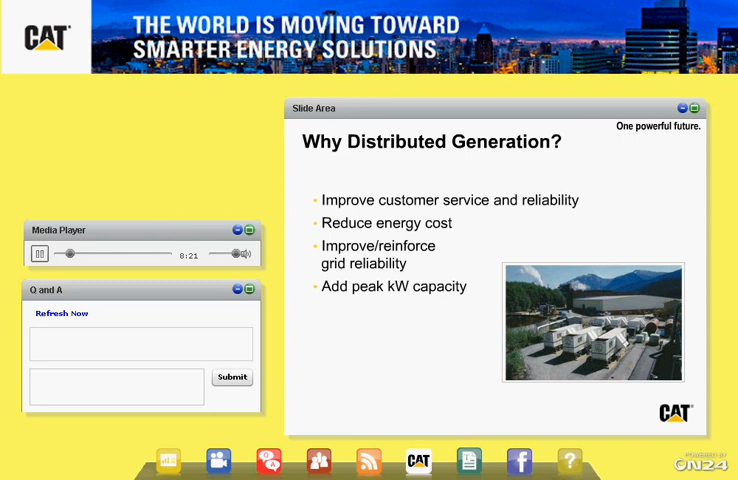 CAT
THE WORLD IS MOVING TOWARD
SMARTER ENERGY SOLUTIONS
Slide Area
One powerful future.
Why Distributed Generation?
Improve customer service and reliability
Reduce energy cost
Improve/reinforce
grid reliability
Add peak kW capacity
CAT
Media Player
8:21
Q and A
Refresh Now
Submit
Q
A
CAT
f
?
POWERED BY
ON24